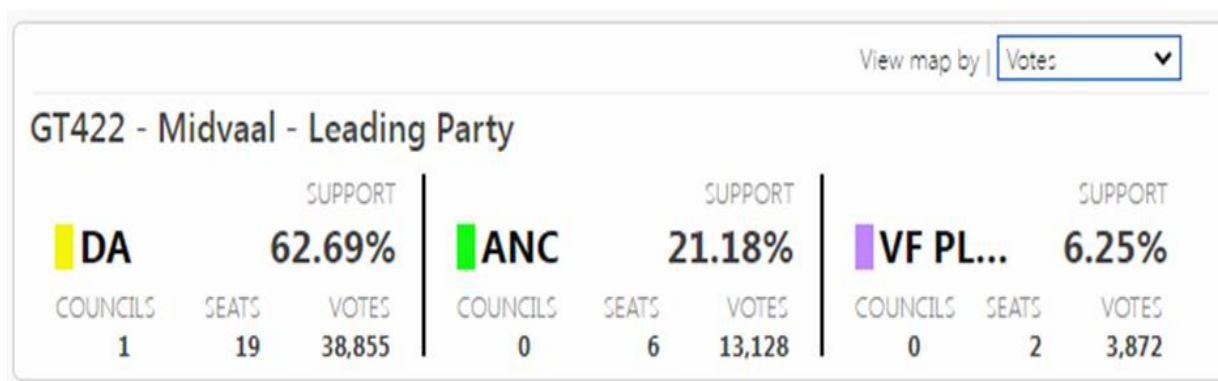 View map by | Votes
GT422 - Midvaal - Leading Party
SUPPORT SUPPORT SUPPORT
DA 62.69% ANC 21.18% VF PL... 6.25%
COUNCILS SEATS VOTES COUNCILS SEATS VOTES COUNCILS SEATS VOTES
1 19 38,855 0 6 13,128 0 2 3,872